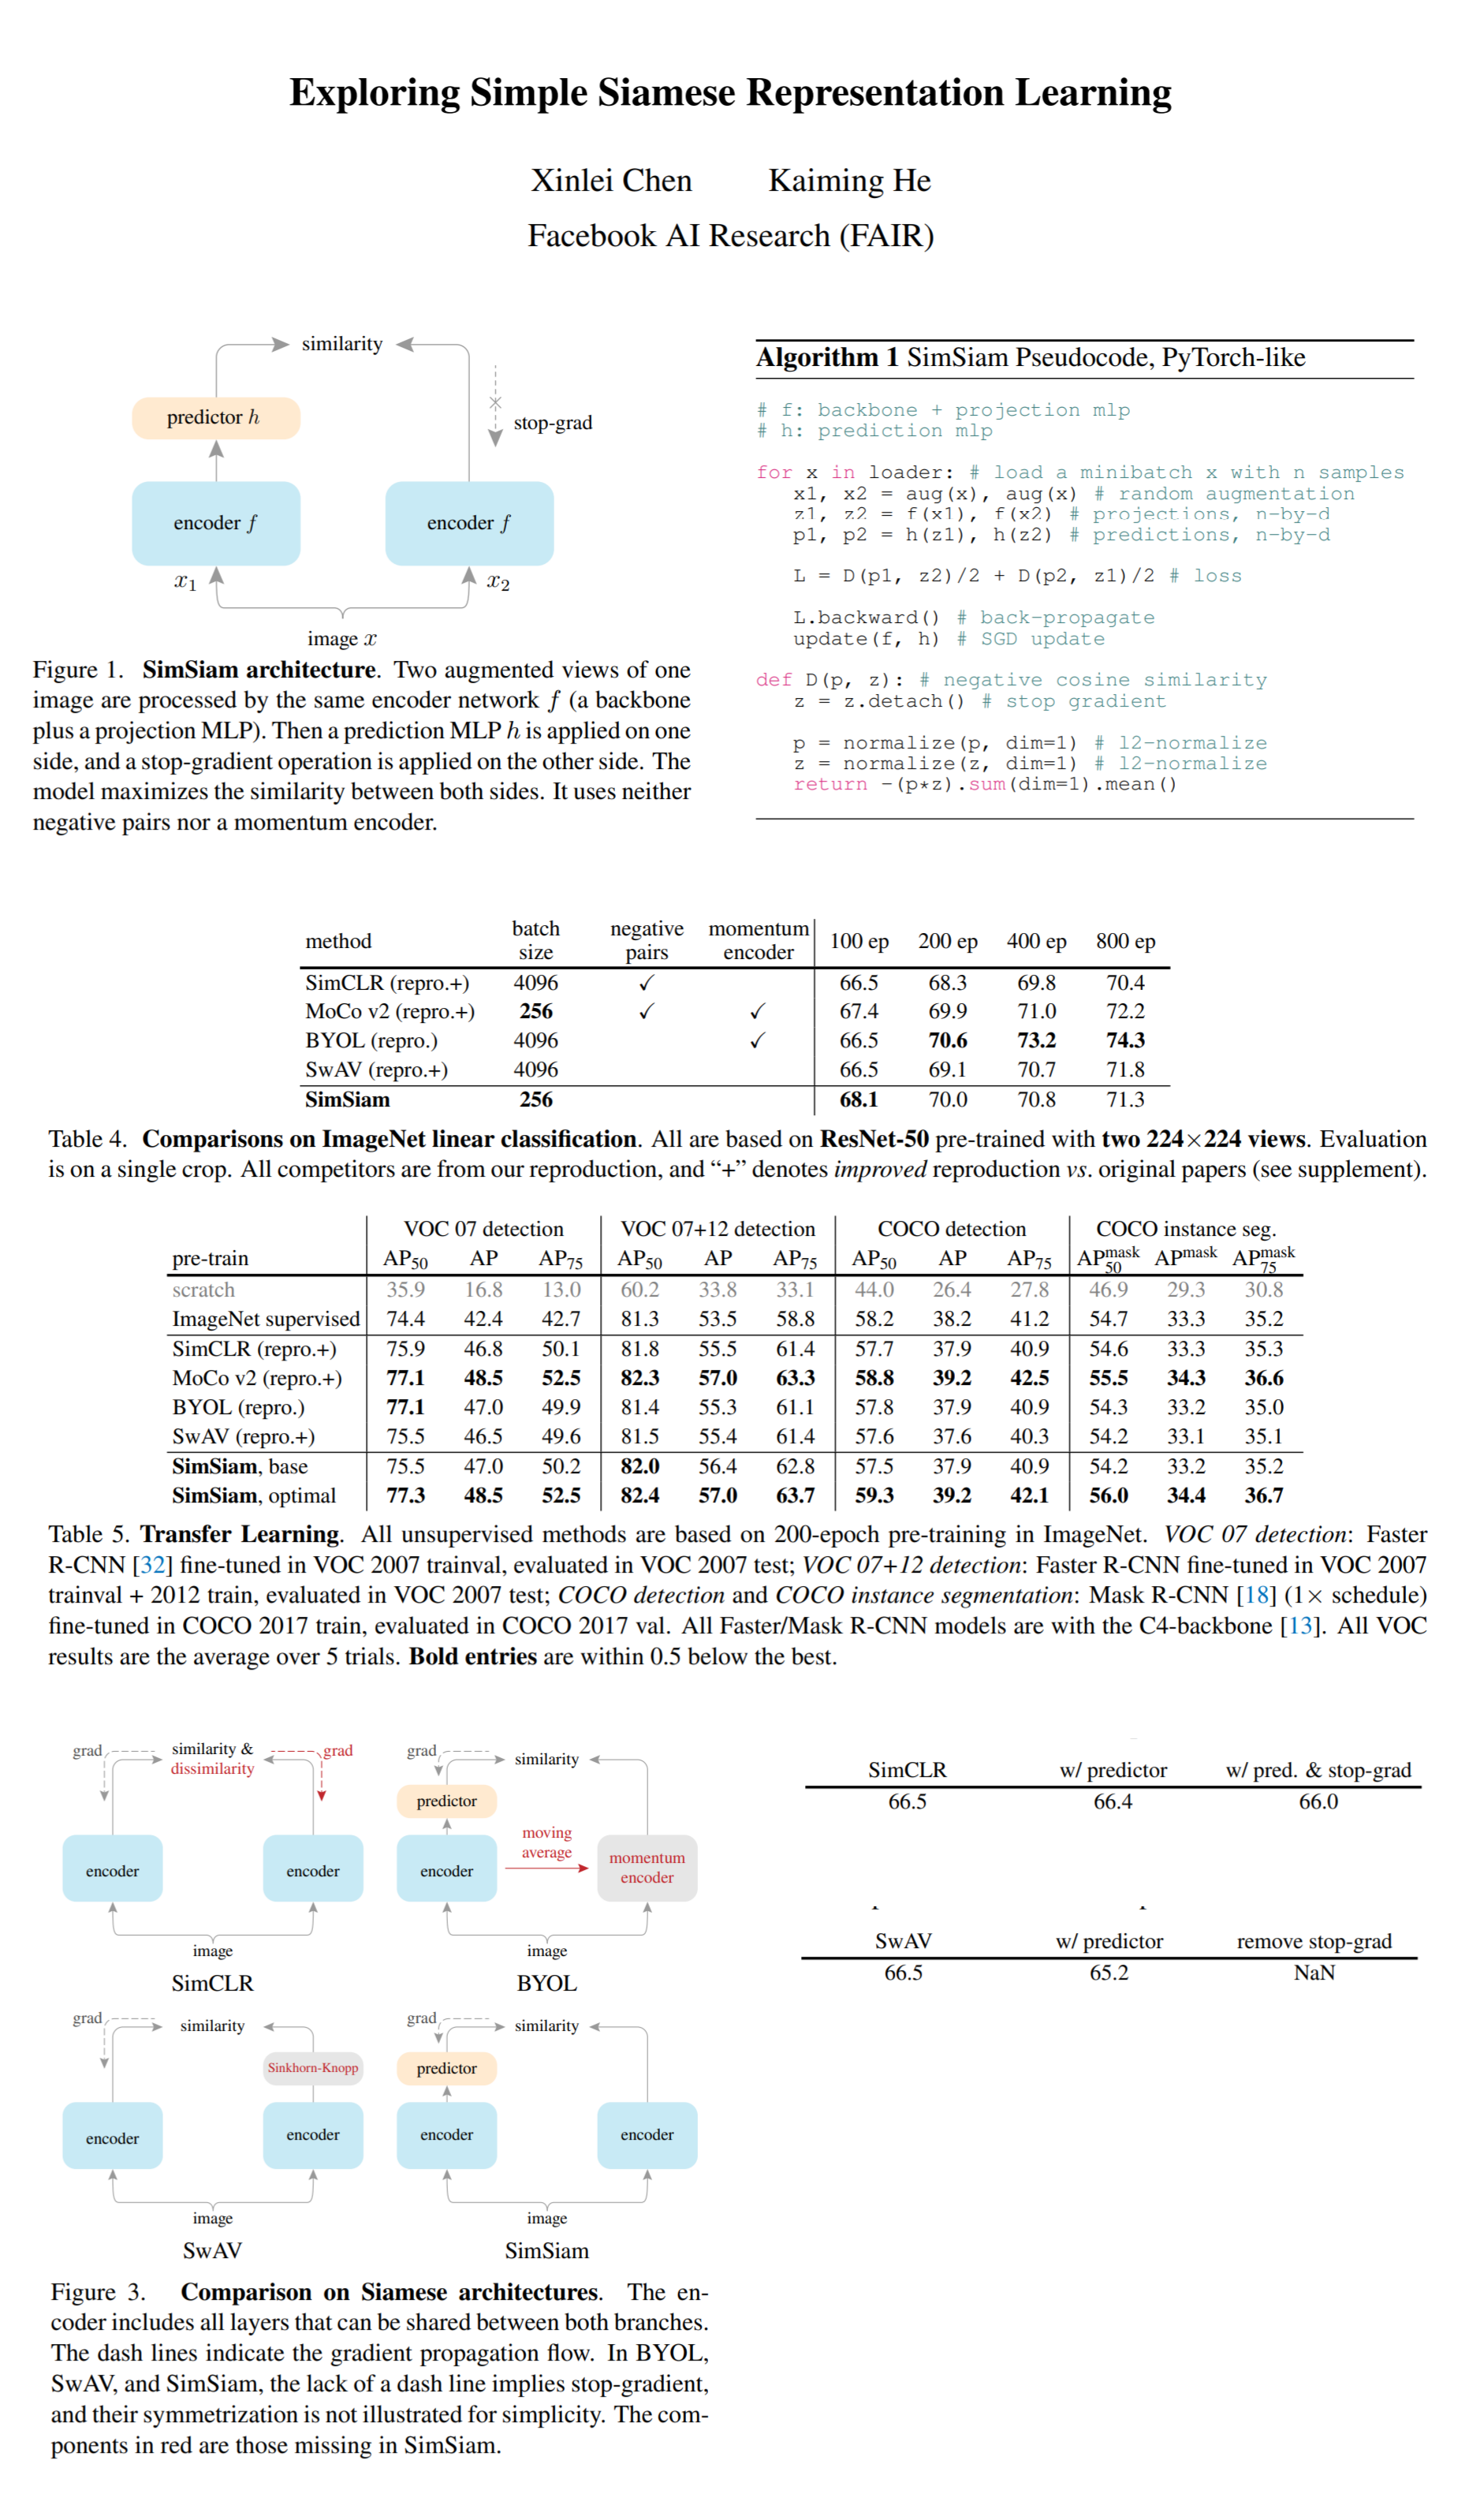 Exploring Simple Siamese Representation Learning
Xinlei Chen Kaiming He
Facebook AI Research (FAIR)
similarity
predictor h
stop-grad
encoder f encoder f
x1 x2
image x
Figure 1. SimSiam architecture. Two augmented views of one
image are processed by the same encoder network f (a backbone
plus a projection MLP). Then a prediction MLP h is applied on one
side, and a stop-gradient operation is applied on the other side. The
model maximizes the similarity between both sides. It uses neither
negative pairs nor a momentum encoder.
Algorithm 1 SimSiam Pseudocode, PyTorch-like
# f: backbone + projection mlp
# h: prediction mlp
for x in loader: # load a minibatch x with n samples
x1, x2 = aug(x), aug(x) # random augmentation
z1, z2 = f(x1), f(x2) # projections, n-by-d
p1, p2 = h(z1), h(z2) # predictions, n-by-d
L = D(p1, z2)/2 + D(p2, z1)/2 # loss
L.backward() # back-propagate
update(f, h) # SGD update
def D(p, z): # negative cosine similarity
z = z.detach() # stop gradient
p = normalize(p, dim=1) # l2-normalize
z = normalize(z, dim=1) # l2-normalize
return -(p*z).sum(dim=1).mean()
method batch size negative pairs momentum encoder 100 ep 200 ep 400 ep 800 ep
SimCLR (repro.+) 4096 ✓ 66.5 68.3 69.8 70.4
MoCo v2 (repro.+) 256 ✓ ✓ 67.4 69.9 71.0 72.2
BYOL (repro.) 4096 ✓ 66.5 70.6 73.2 74.3
SwAV (repro.+) 4096 66.5 69.1 70.7 71.8
SimSiam 256 68.1 70.0 70.8 71.3
Table 4. Comparisons on ImageNet linear classification. All are based on ResNet-50 pre-trained with two 224×224 views. Evaluation
is on a single crop. All competitors are from our reproduction, and “+” denotes improved reproduction vs. original papers (see supplement).
VOC 07 detection VOC 07+12 detection COCO detection COCO instance seg.
pre-train AP50 AP AP75 AP50 AP AP75 AP50 AP AP75 APmask50 APmask APmask75
scratch 35.9 16.8 13.0 60.2 33.8 33.1 44.0 26.4 27.8 46.9 29.3 30.8
ImageNet supervised 74.4 42.4 42.7 81.3 53.5 58.8 58.2 38.2 41.2 54.7 33.3 35.2
SimCLR (repro.+) 75.9 46.8 50.1 81.8 55.5 61.4 57.7 37.9 40.9 54.6 33.3 35.3
MoCo v2 (repro.+) 77.1 48.5 52.5 82.3 57.0 63.3 58.8 39.2 42.5 55.5 34.3 36.6
BYOL (repro.) 77.1 47.0 49.9 81.4 55.3 61.1 57.8 37.9 40.9 54.3 33.2 35.0
SwAV (repro.+) 75.5 46.5 49.6 81.5 55.4 61.4 57.6 37.6 40.3 54.2 33.1 35.1
SimSiam, base 75.5 47.0 50.2 82.0 56.4 62.8 57.5 37.9 40.9 54.2 33.2 35.2
SimSiam, optimal 77.3 48.5 52.5 82.4 57.0 63.7 59.3 39.2 42.1 56.0 34.4 36.7
Table 5. Transfer Learning. All unsupervised methods are based on 200-epoch pre-training in ImageNet. VOC 07 detection: Faster
R-CNN [32] fine-tuned in VOC 2007 trainval, evaluated in VOC 2007 test; VOC 07+12 detection: Faster R-CNN fine-tuned in VOC 2007
trainval + 2012 train, evaluated in VOC 2007 test; COCO detection and COCO instance segmentation: Mask R-CNN [18] (1× schedule)
fine-tuned in COCO 2017 train, evaluated in COCO 2017 val. All Faster/Mask R-CNN models are with the C4-backbone [13]. All VOC
results are the average over 5 trials. Bold entries are within 0.5 below the best.
grad similarity & dissimilarity grad
encoder encoder
image
SimCLR
grad similarity
predictor
moving average
encoder momentum encoder
image
BYOL
grad similarity
Sinkhorn-Knopp
encoder encoder
image
SwAV
grad similarity
predictor
encoder encoder
image
SimSiam
Figure 3. Comparison on Siamese architectures. The en-
coder includes all layers that can be shared between both branches.
The dash lines indicate the gradient propagation flow. In BYOL,
SwAV, and SimSiam, the lack of a dash line implies stop-gradient,
and their symmetrization is not illustrated for simplicity. The com-
ponents in red are those missing in SimSiam.
SimCLR w/ predictor w/ pred. & stop-grad
66.5 66.4 66.0
SwAV w/ predictor remove stop-grad
66.5 65.2 NaN